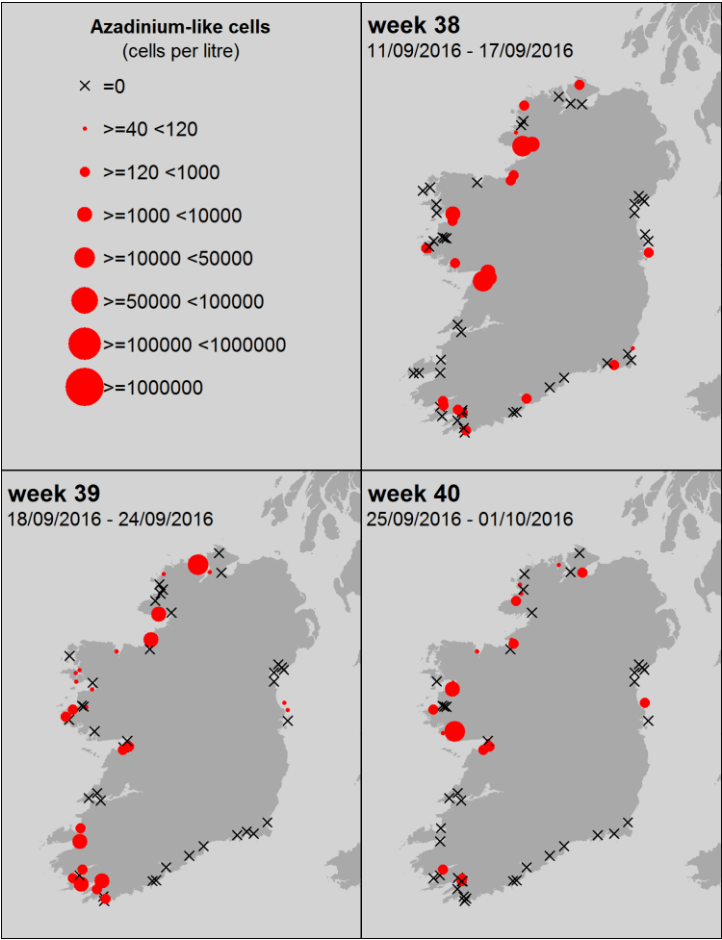 Azadinium-like cells
(cells per litre)
=0
>=40 <120
>=120 <1000
>=1000 <10000
>=10000 <50000
>=50000 <100000
>=100000 <1000000
>=1000000
week 38
11/09/2016 - 17/09/2016
week 39
18/09/2016 - 24/09/2016
week 40
25/09/2016 - 01/10/2016